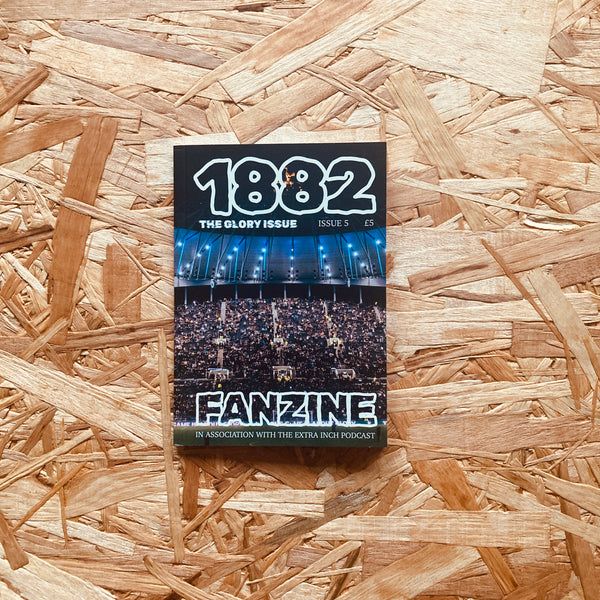 1882
THE GLORY ISSUE ISSUE 5 £5
FANZINE
IN ASSOCIATION WITH THE EXTRA INCH PODCAST